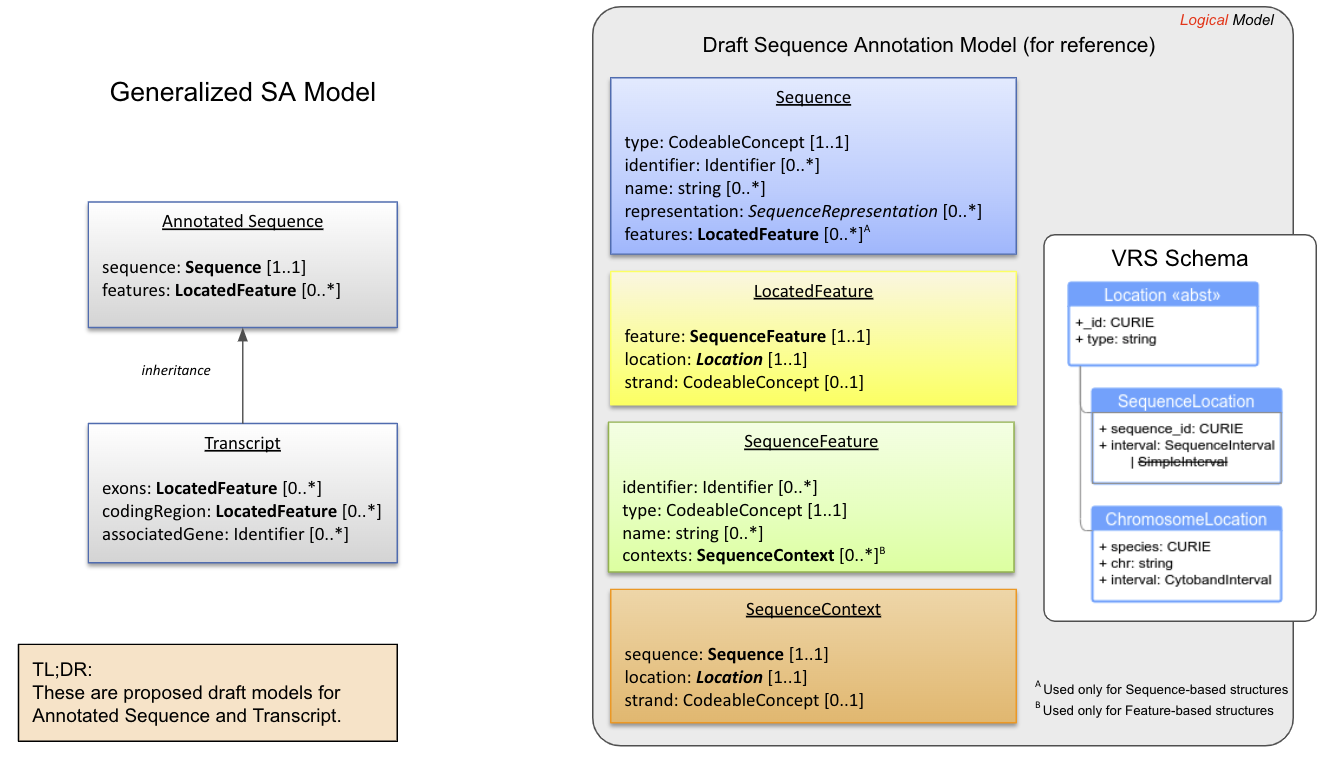 Generalized SA Model
Annotated Sequence
sequence: Sequence [1..1]
features: LocatedFeature [0..*]
inheritance
Transcript
exons: LocatedFeature [0..*]
codingRegion: LocatedFeature [0..*]
associatedGene: Identifier [0..*]
TL;DR:
These are proposed draft models for
Annotated Sequence and Transcript.
Logical Model
Draft Sequence Annotation Model (for reference)
Sequence
type: CodeableConcept [1..1]
identifier: Identifier [0..*]
name: string [0..*]
representation: SequenceRepresentation [0..*]
features: LocatedFeature [0..*]A
LocatedFeature
feature: SequenceFeature [1..1]
location: Location [1..1]
strand: CodeableConcept [0..1]
SequenceFeature
identifier: Identifier [0..*]
type: CodeableConcept [1..1]
name: string [0..*]
contexts: SequenceContext [0..*]B
SequenceContext
sequence: Sequence [1..1]
location: Location [1..1]
strand: CodeableConcept [0..1]
VRS Schema
Location «abst»
+_id: CURIE
+ type: string
SequenceLocation
+ sequence_id: CURIE
+ interval: SequenceInterval
| SimpleInterval
ChromosomeLocation
+ species: CURIE
+ chr: string
+ interval: CytobandInterval
A Used only for Sequence-based structures
B Used only for Feature-based structures